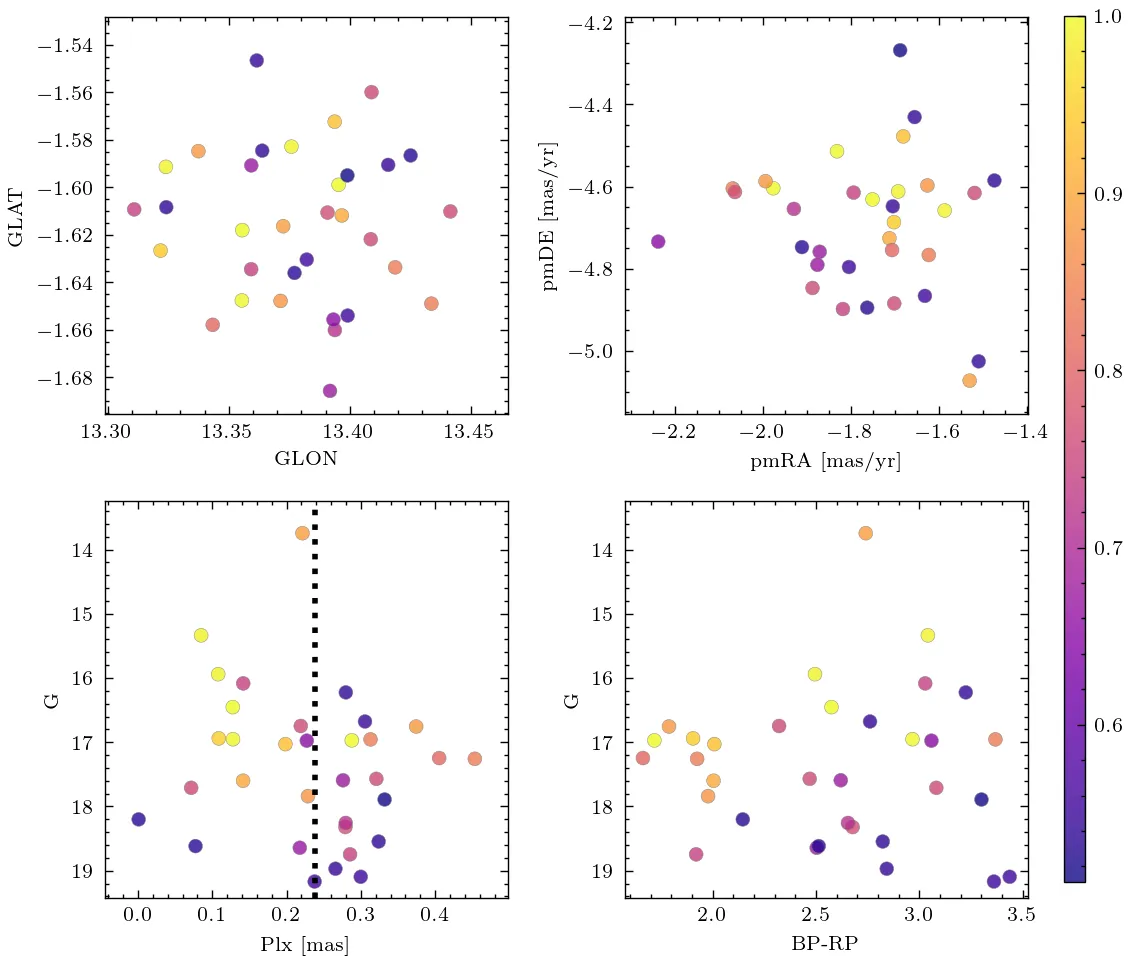 −1.54
−1.56
−1.58
−1.60
−1.62
−1.64
−1.66
−1.68
GLAT
13.30 13.35 13.40 13.45
GLON
−4.2
−4.4
−4.6
−4.8
−5.0
pmDE [mas/yr]
−2.2 −2.0 −1.8 −1.6 −1.4
pmRA [mas/yr]
14
15
16
17
18
19
G
0.0 0.1 0.2 0.3 0.4
Plx [mas]
14
15
16
17
18
19
G
2.0 2.5 3.0 3.5
BP-RP
1.0
0.9
0.8
0.7
0.6